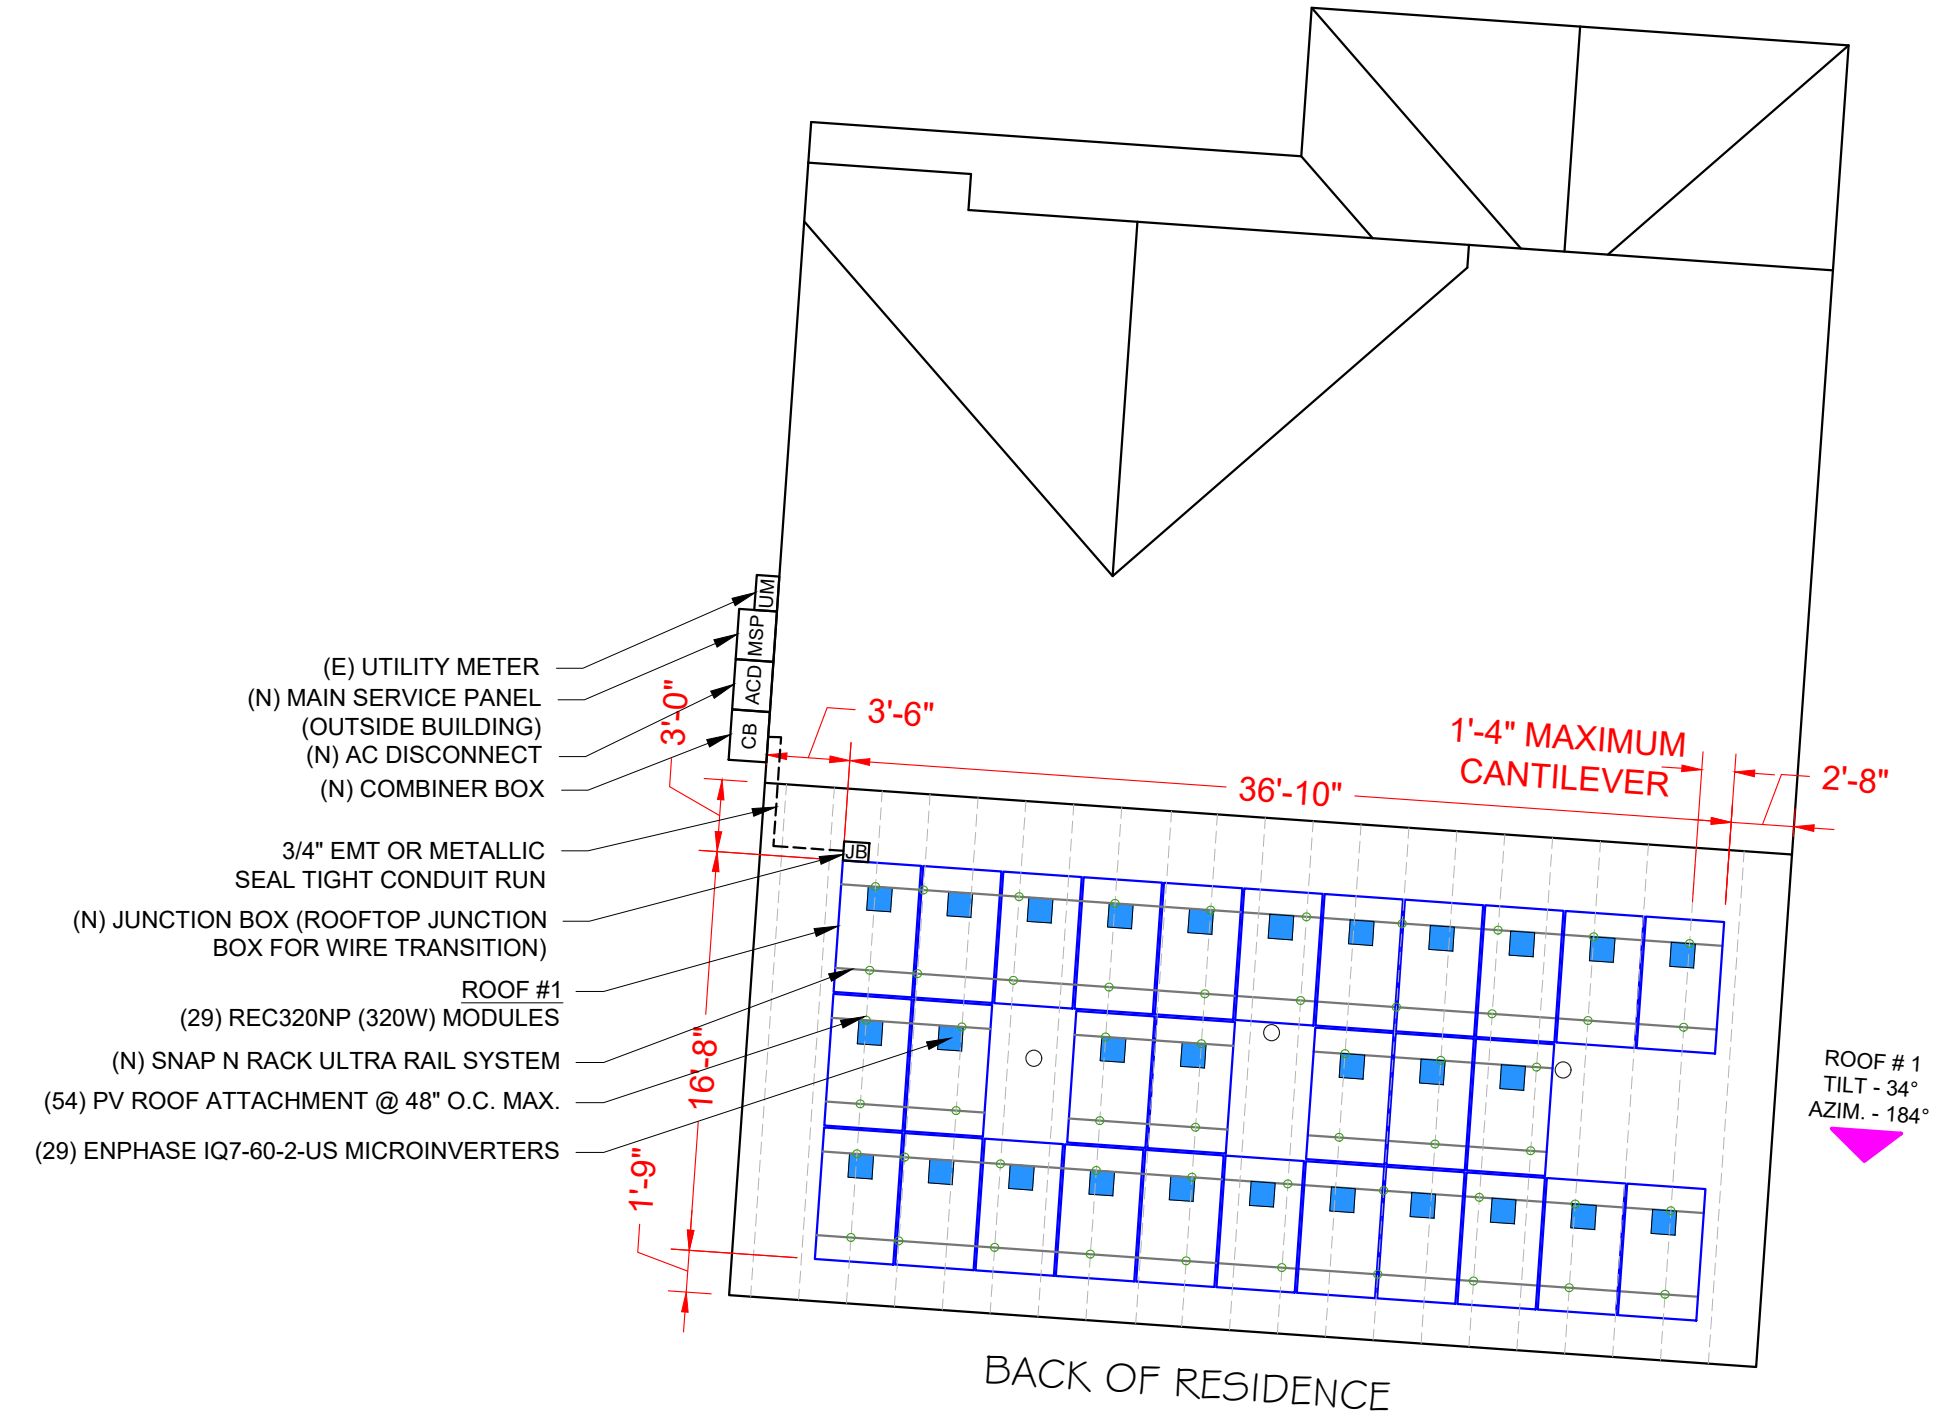 UM
MSP
ACD
CB
(E) UTILITY METER
(N) MAIN SERVICE PANEL
(OUTSIDE BUILDING)
(N) AC DISCONNECT
(N) COMBINER BOX
3/4" EMT OR METALLIC
SEAL TIGHT CONDUIT RUN
(N) JUNCTION BOX (ROOFTOP JUNCTION
BOX FOR WIRE TRANSITION)
ROOF #1
(29) REC320NP (320W) MODULES
(N) SNAP N RACK ULTRA RAIL SYSTEM
(54) PV ROOF ATTACHMENT @ 48" O.C. MAX.
(29) ENPHASE IQ7-60-2-US MICROINVERTERS
3'-0"
3'-6"
36'-10"
1'-4" MAXIMUM
CANTILEVER
2'-8"
JB
16'-8"
1'-9"
ROOF # 1
TILT - 34°
AZIM. - 184°
BACK OF RESIDENCE